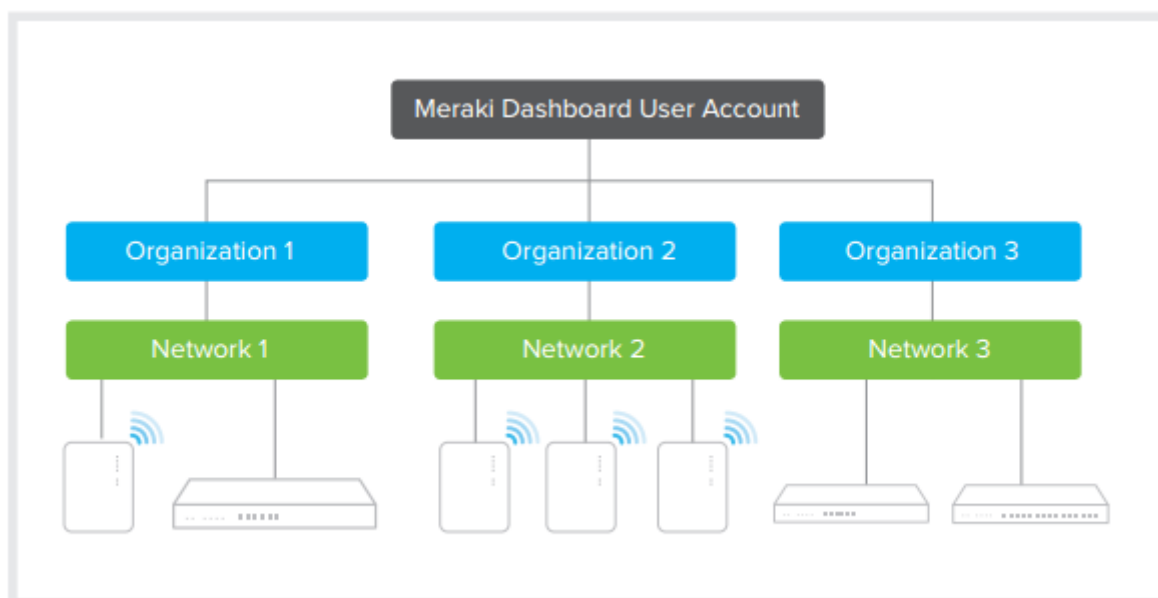 Meraki Dashboard User Account
Organization 1
Organization 2
Organization 3
Network 1
Network 2
Network 3